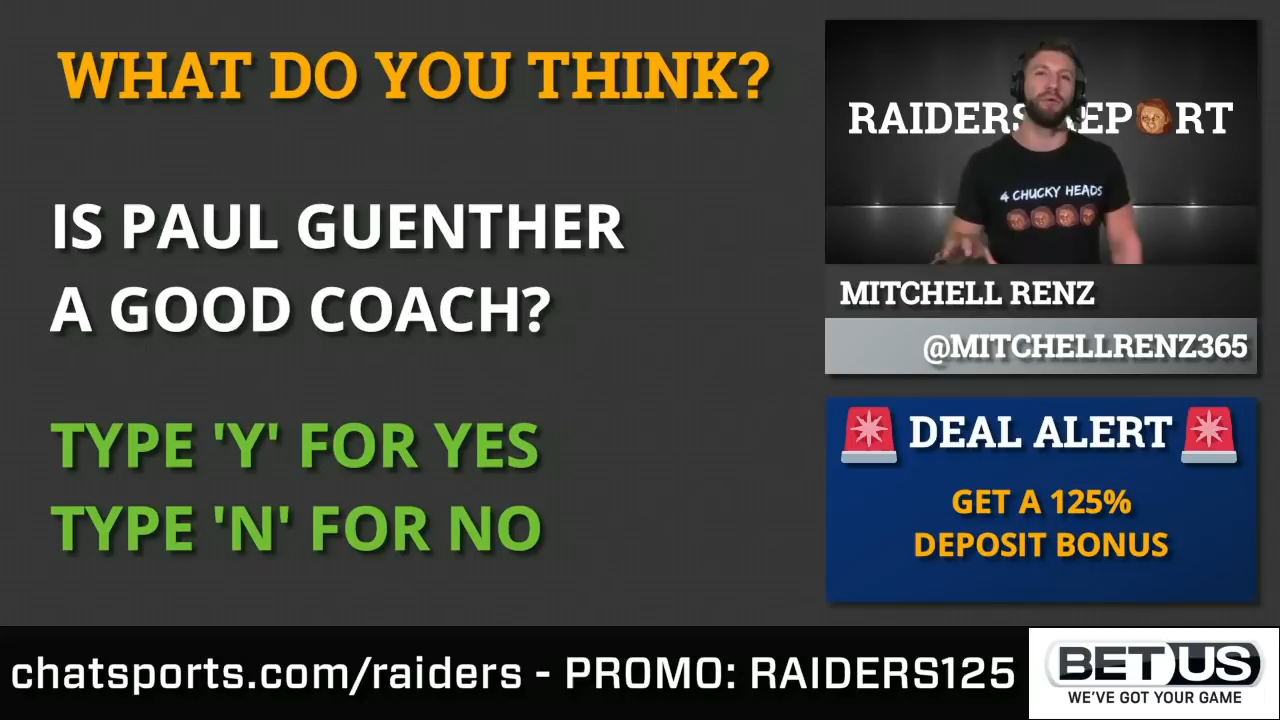 WHAT DO YOU THINK?
IS PAUL GUENTHER
A GOOD COACH?
TYPE 'Y' FOR YES
TYPE 'N' FOR NO
RAIDERS REPORT
4 CHUCKY HEADS
MITCHELL RENZ
@MITCHELLRENZ365
DEAL ALERT
GET A 125%
DEPOSIT BONUS
chatsports.com/raiders - PROMO: RAIDERS125
BETUS
WE'VE GOT YOUR GAME